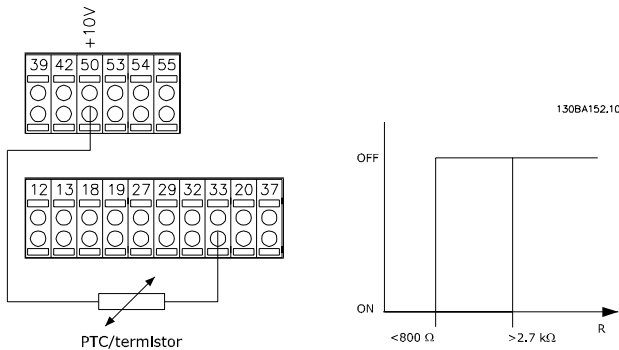 +10V
39 42 50 53 54 55
130BA152.10
OFF
12 13 18 19 27 29 32 33 20 37
ON
R
<800 Ω
>2.7 kΩ
PTC/termistor